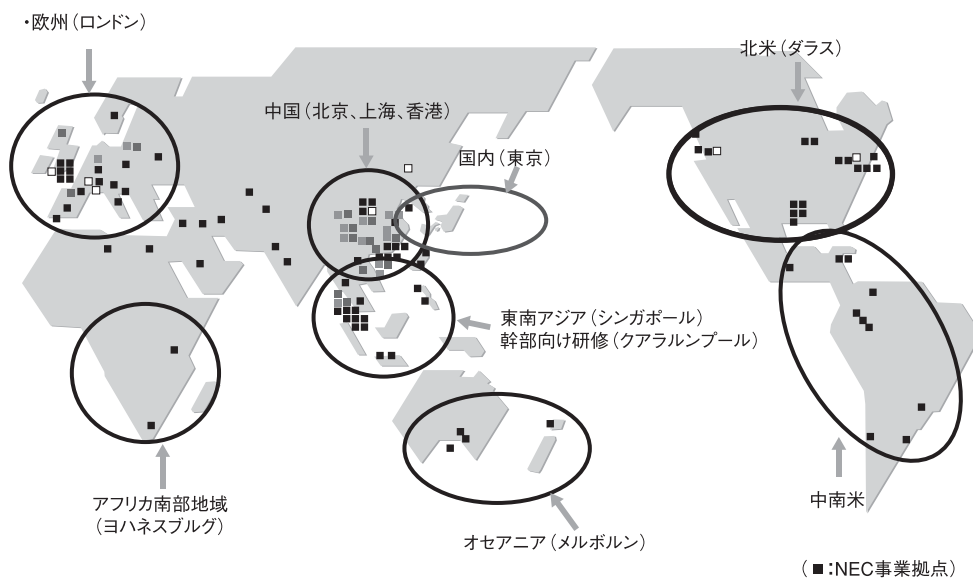 ・欧州（ロンドン）
北米（ダラス）
中国（北京、上海、香港）
国内（東京）
東南アジア（シンガポール）
幹部向け研修（クアラルンプール）
アフリカ南部地域
（ヨハネスブルグ）
中南米
オセアニア（メルボルン）
（■：NEC事業拠点）